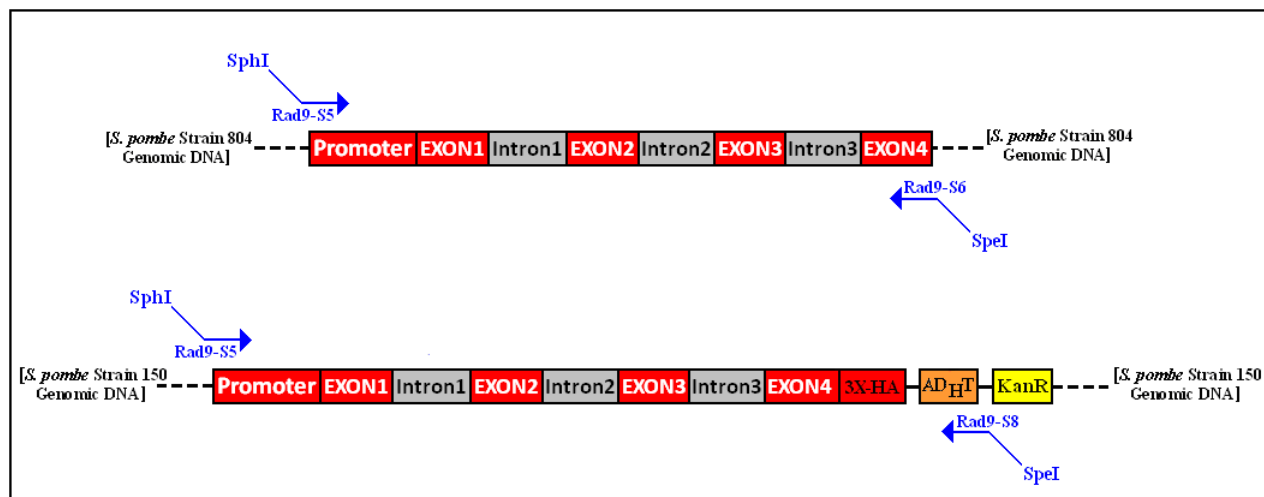 SphI
Rad9-S5
[S. pombe Strain 804
Genomic DNA]
Promoter EXON1 Intron1 EXON2 Intron2 EXON3 Intron3 EXON4
[S. pombe Strain 804
Genomic DNA]
Rad9-S6
SpeI
SphI
Rad9-S5
[S. pombe Strain 150
Genomic DNA]
Promoter EXON1 Intron1 EXON2 Intron2 EXON3 Intron3 EXON4 3X-HA ADHT KanR
[S. pombe Strain 150
Genomic DNA]
Rad9-S8
SpeI